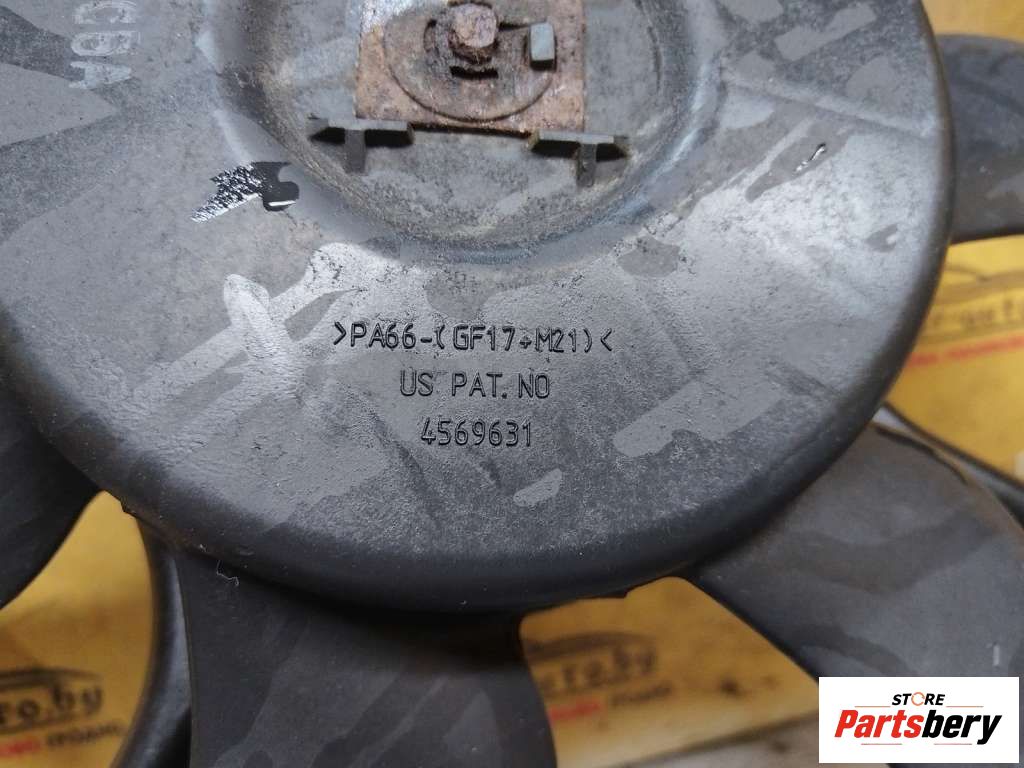 >PA66-(GF17+M21)<
US PAT. NO
4569631
STORE
Partsbery